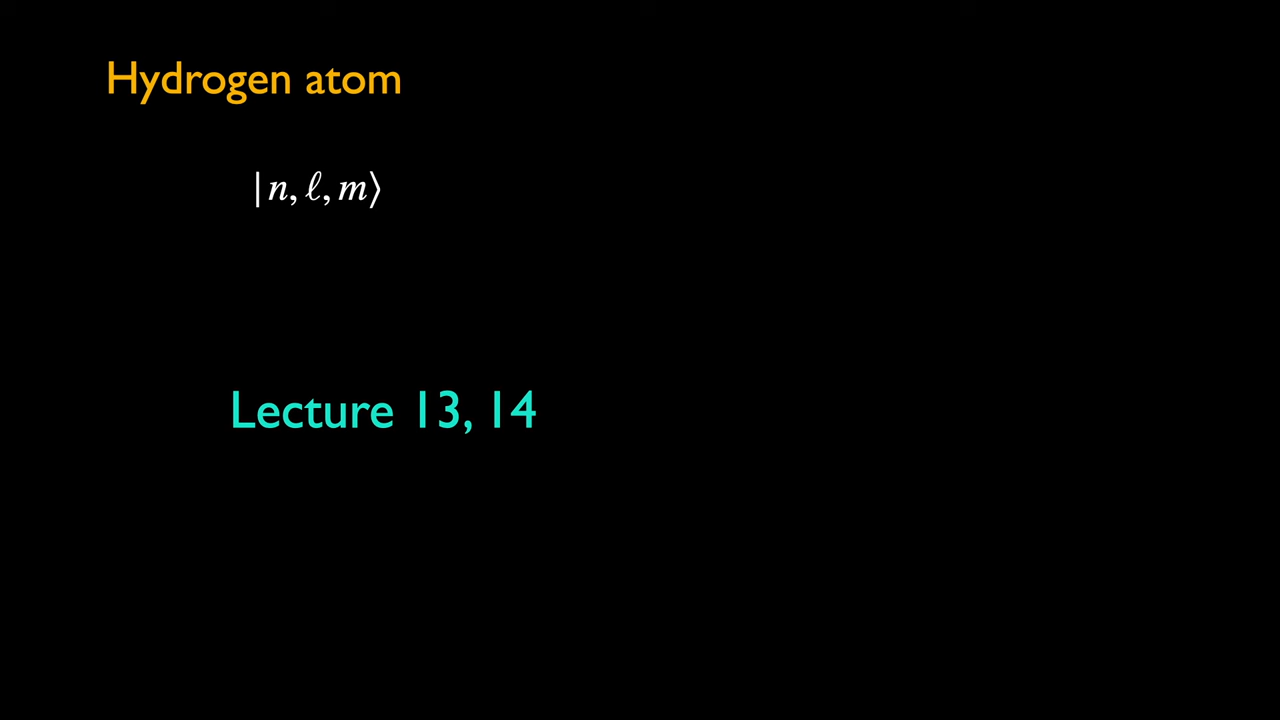 Hydrogen atom
|n, ℓ, m⟩
Lecture 13, 14